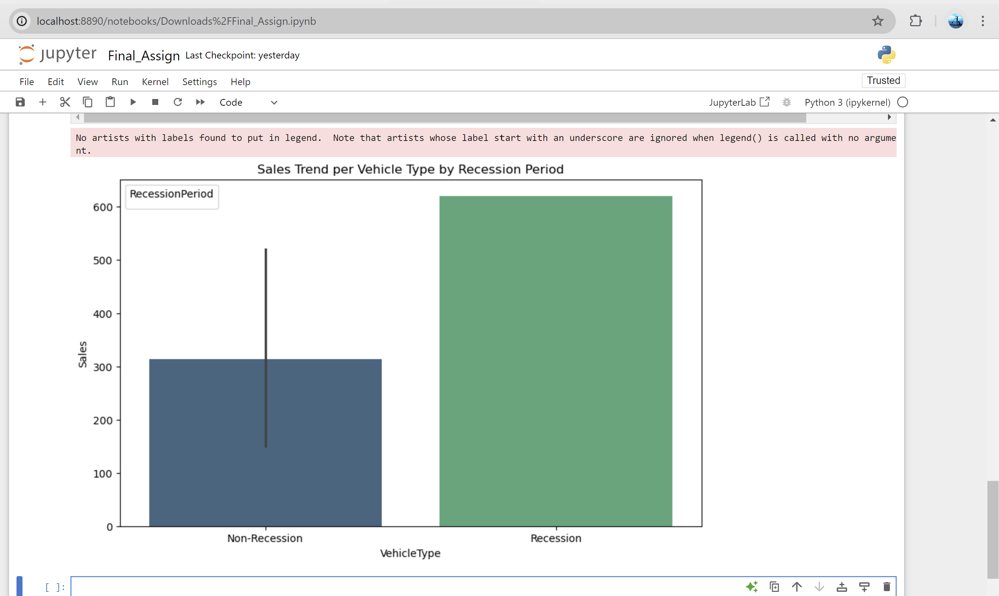 localhost:8890/notebooks/Downloads%2FFinal_Assign.ipynb
jupyter Final_Assign Last Checkpoint: yesterday
File Edit View Run Kernel Settings Help Trusted
Code JupyterLab Python 3 (ipykernel)
No artists with labels found to put in legend.  Note that artists whose label start with an underscore are ignored when legend() is called with no argume
nt.
Sales Trend per Vehicle Type by Recession Period
RecessionPeriod
600
500
400
Sales
300
200
100
0
Non-Recession Recession
VehicleType
[ ]: